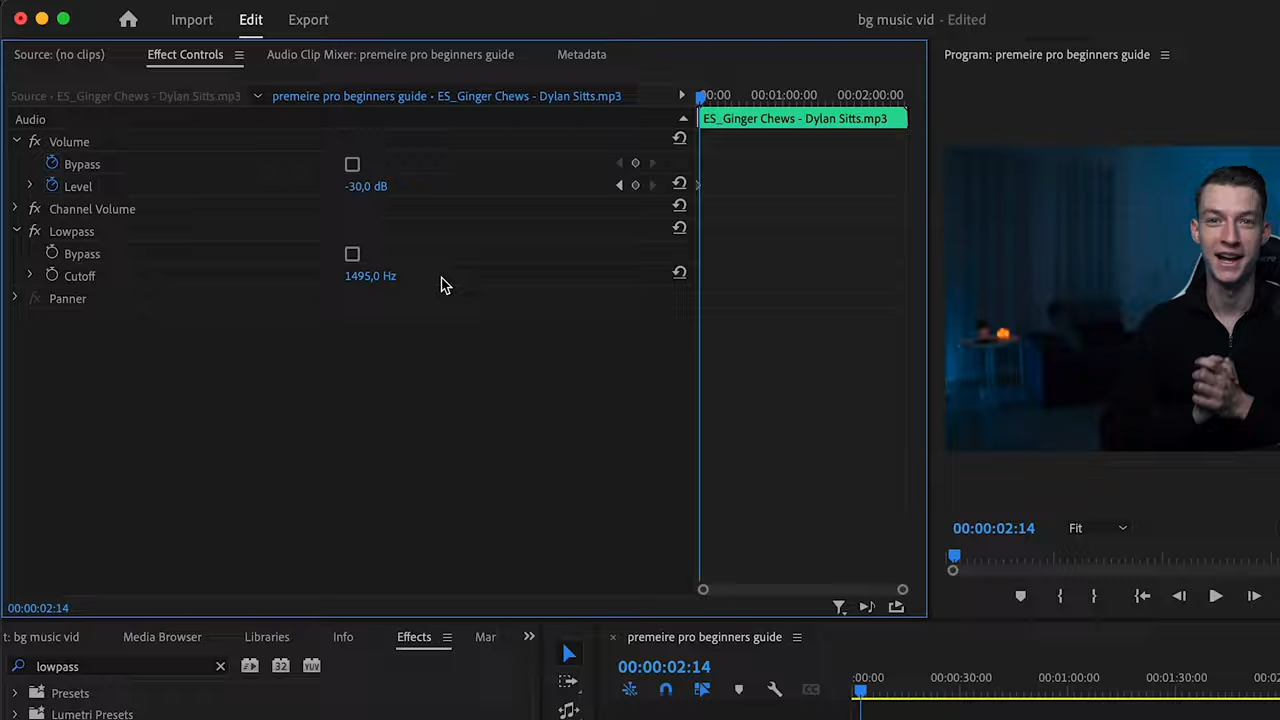 Import Edit Export bg music vid - Edited
Source: (no clips) Effect Controls Audio Clip Mixer: premeire pro beginners guide Metadata Program: premeire pro beginners guide
Source • ES_Ginger Chews - Dylan Sitts.mp3 premeire pro beginners guide • ES_Ginger Chews - Dylan Sitts.mp3 00:00 00:01:00:00 00:02:00:00
Audio ES_Ginger Chews - Dylan Sitts.mp3
fx Volume
Bypass
Level -30,0 dB
fx Channel Volume
fx Lowpass
Bypass
Cutoff 1495,0 Hz
fx Panner
00:00:02:14 Fit
00:00:02:14
t: bg music vid Media Browser Libraries Info Effects Mar × premeire pro beginners guide
lowpass 32 YUV 00:00:02:14
:00:00 00:00:30:00 00:01:00:00 00:01:30:00 00:02
Presets CC
Lumetri Presets